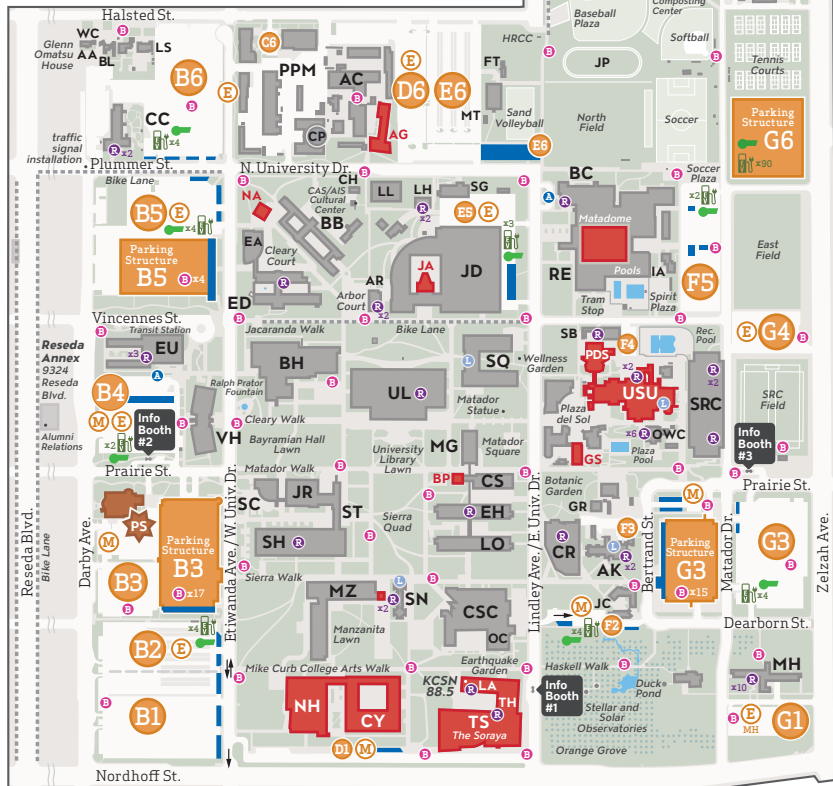 Halsted St.
WC
Glenn
Omatsu
House
AA
BL
LS
B
B6
E
CC
B
R x2
x4
traffic
signal
installation
Plummer St.
Bike Lane
C6
PPM
AC
B
CP
AG
E
D6
E6
FT
MT
Sand
Volleyball
E6
HRCC
Baseball
Plaza
Composting
Center
Softball
JP
B
B
North
Field
Soccer
Tennis
Courts
Parking
Structure
G6
x90
N. University Dr.
B
B
B
B
Soccer
Plaza
B5
E
x4
Parking
Structure
B5
B x4
NA
CH
CAS/AIS
Cultural
Center
LL
LH
R
x2
SG
E5
E
x3
BB
EA
Cleary
Court
R
ED
AR
Arbor
Court
R
x2
JA
JD
BC
A
R
Matadome
RE
Pools
Tram
Stop
IA
Spirit
Plaza
x2
B
F5
East
Field
Vincennes St.
B
Transit Station
EU
x3 R
A
B
Jacaranda Walk
B
Bike Lane
B
B
Reseda
Annex
9324
Reseda
Blvd.
B4
M
E
Info
Booth
#2
x2
B
Alumni
Relations
Prairie St.
Ralph Prator
Fountain
VH
B
Cleary Walk
Bayramian Hall
Lawn
BH
B
UL
R
SQ
L
Wellness
Garden
Matador
Statue
SB
R
PDS
F4
x2
R
USU
L
Rec.
Pool
R
x2
SRC
R
E
G4
B
SRC
Field
B
Plaza
del Sol
x6 R
OWC
Plaza
Pool
GS
Info
Booth
#3
Prairie St.
Matador Walk
B
University
Library Lawn
MG
Matador
Square
BP
CS
B
B
B
Botanic
Garden
GR
SC
JR
ST
Sierra
Quad
R
EH
LO
SH
R
B
PS
M
B3
B
Parking
Structure
B3
B x17
F3
L
R
x2
AK
CR
R
M
Parking
Structure
G3
B x15
G3
B
x4
Reseda Blvd.
Bike Lane
Darby Ave.
Etiwanda Ave. / W. Univ. Dr.
Lindley Ave. / E. Univ. Dr.
Bertrand St.
Matador Dr.
Zelzah Ave.
Sierra Walk
B
B
MZ
L
R
x2
SN
CSC
OC
Manzanita
Lawn
JC
M
x4
F2
Dearborn St.
B2
E
x4
Mike Curb College Arts Walk
B
Earthquake
Garden
Haskell Walk
B
Duck
Pond
Stellar and
Solar
Observatories
Orange Grove
B
MH
x10 R
B
B1
NH
CY
KCSN
88.5
R
LA
TH
TS
R
The Soraya
Info
Booth
#1
B
E
MH
G1
D1
M
B
B
Nordhoff St.